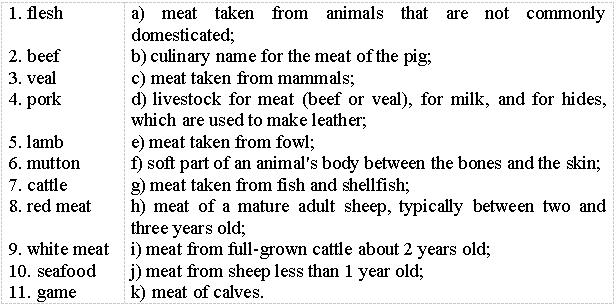 1. flesh a) meat taken from animals that are not commonly
domesticated;
2. beef b) culinary name for the meat of the pig;
3. veal c) meat taken from mammals;
4. pork d) livestock for meat (beef or veal), for milk, and for hides,
which are used to make leather;
5. lamb e) meat taken from fowl;
6. mutton f) soft part of an animal's body between the bones and the skin;
7. cattle g) meat taken from fish and shellfish;
8. red meat h) meat of a mature adult sheep, typically between two and
three years old;
9. white meat i) meat from full-grown cattle about 2 years old;
10. seafood j) meat from sheep less than 1 year old;
11. game k) meat of calves.